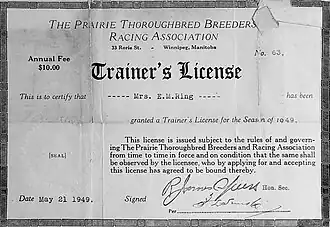 THE PRAIRIE THOROUGHBRED BREEDERS
RACING ASSOCIATION
33 Rorie St. - Winnipeg, Manitoba
Annual Fee
$10.00
No. 63.
Trainer's License
This is to certify that ----- Mrs. E.M.Ring ----- has been
granted a Trainer's License for the Season of 1949.
This license is issued subject to the rules of and govern-
ing The Prairie Thoroughbred Breeders and Racing Association
from time to time in force and on condition that the same shall
be observed by the licensee, who by applying for and accepting
this license has agreed to be bound thereby.
[SEAL]
Hon. Sec.
Date May 21 1949. Signed
Per